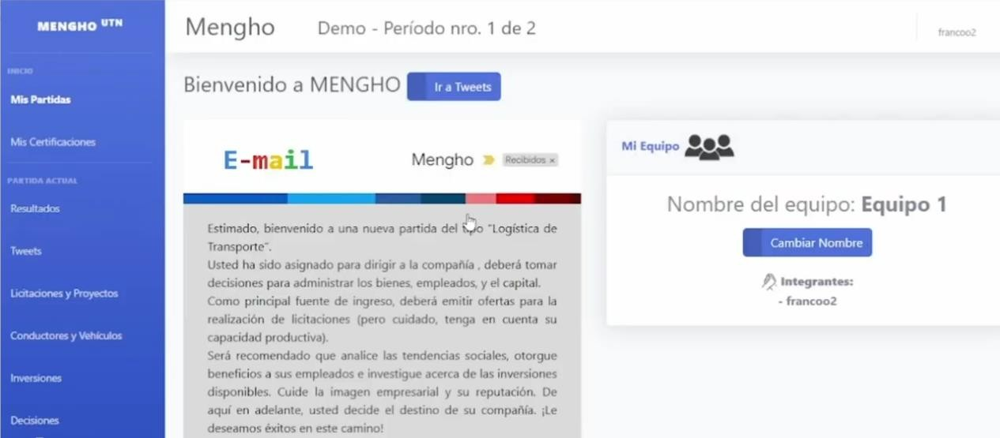 MENGHO UTN
INICIO
Mis Partidas
Mis Certificaciones
PARTIDA ACTUAL
Resultados
Tweets
Licitaciones y Proyectos
Conductores y Vehículos
Inversiones
Decisiones
Mengho
Demo - Período nro. 1 de 2
francoo2
Bienvenido a MENGHO
Ir a Tweets
E-mail
Mengho
Recibidos ×
Estimado, bienvenido a una nueva partida del tipo "Logística de
Transporte".
Usted ha sido asignado para dirigir a la compañía , deberá tomar
decisiones para administrar los bienes, empleados, y el capital.
Como principal fuente de ingreso, deberá emitir ofertas para la
realización de licitaciones (pero cuidado, tenga en cuenta su
capacidad productiva).
Será recomendado que analice las tendencias sociales, otorgue
beneficios a sus empleados e investigue acerca de las inversiones
disponibles. Cuide la imagen empresarial y su reputación. De
aquí en adelante, usted decide el destino de su compañía. ¡Le
deseamos éxitos en este camino!
Mi Equipo
Nombre del equipo: Equipo 1
Cambiar Nombre
Integrantes:
- francoo2